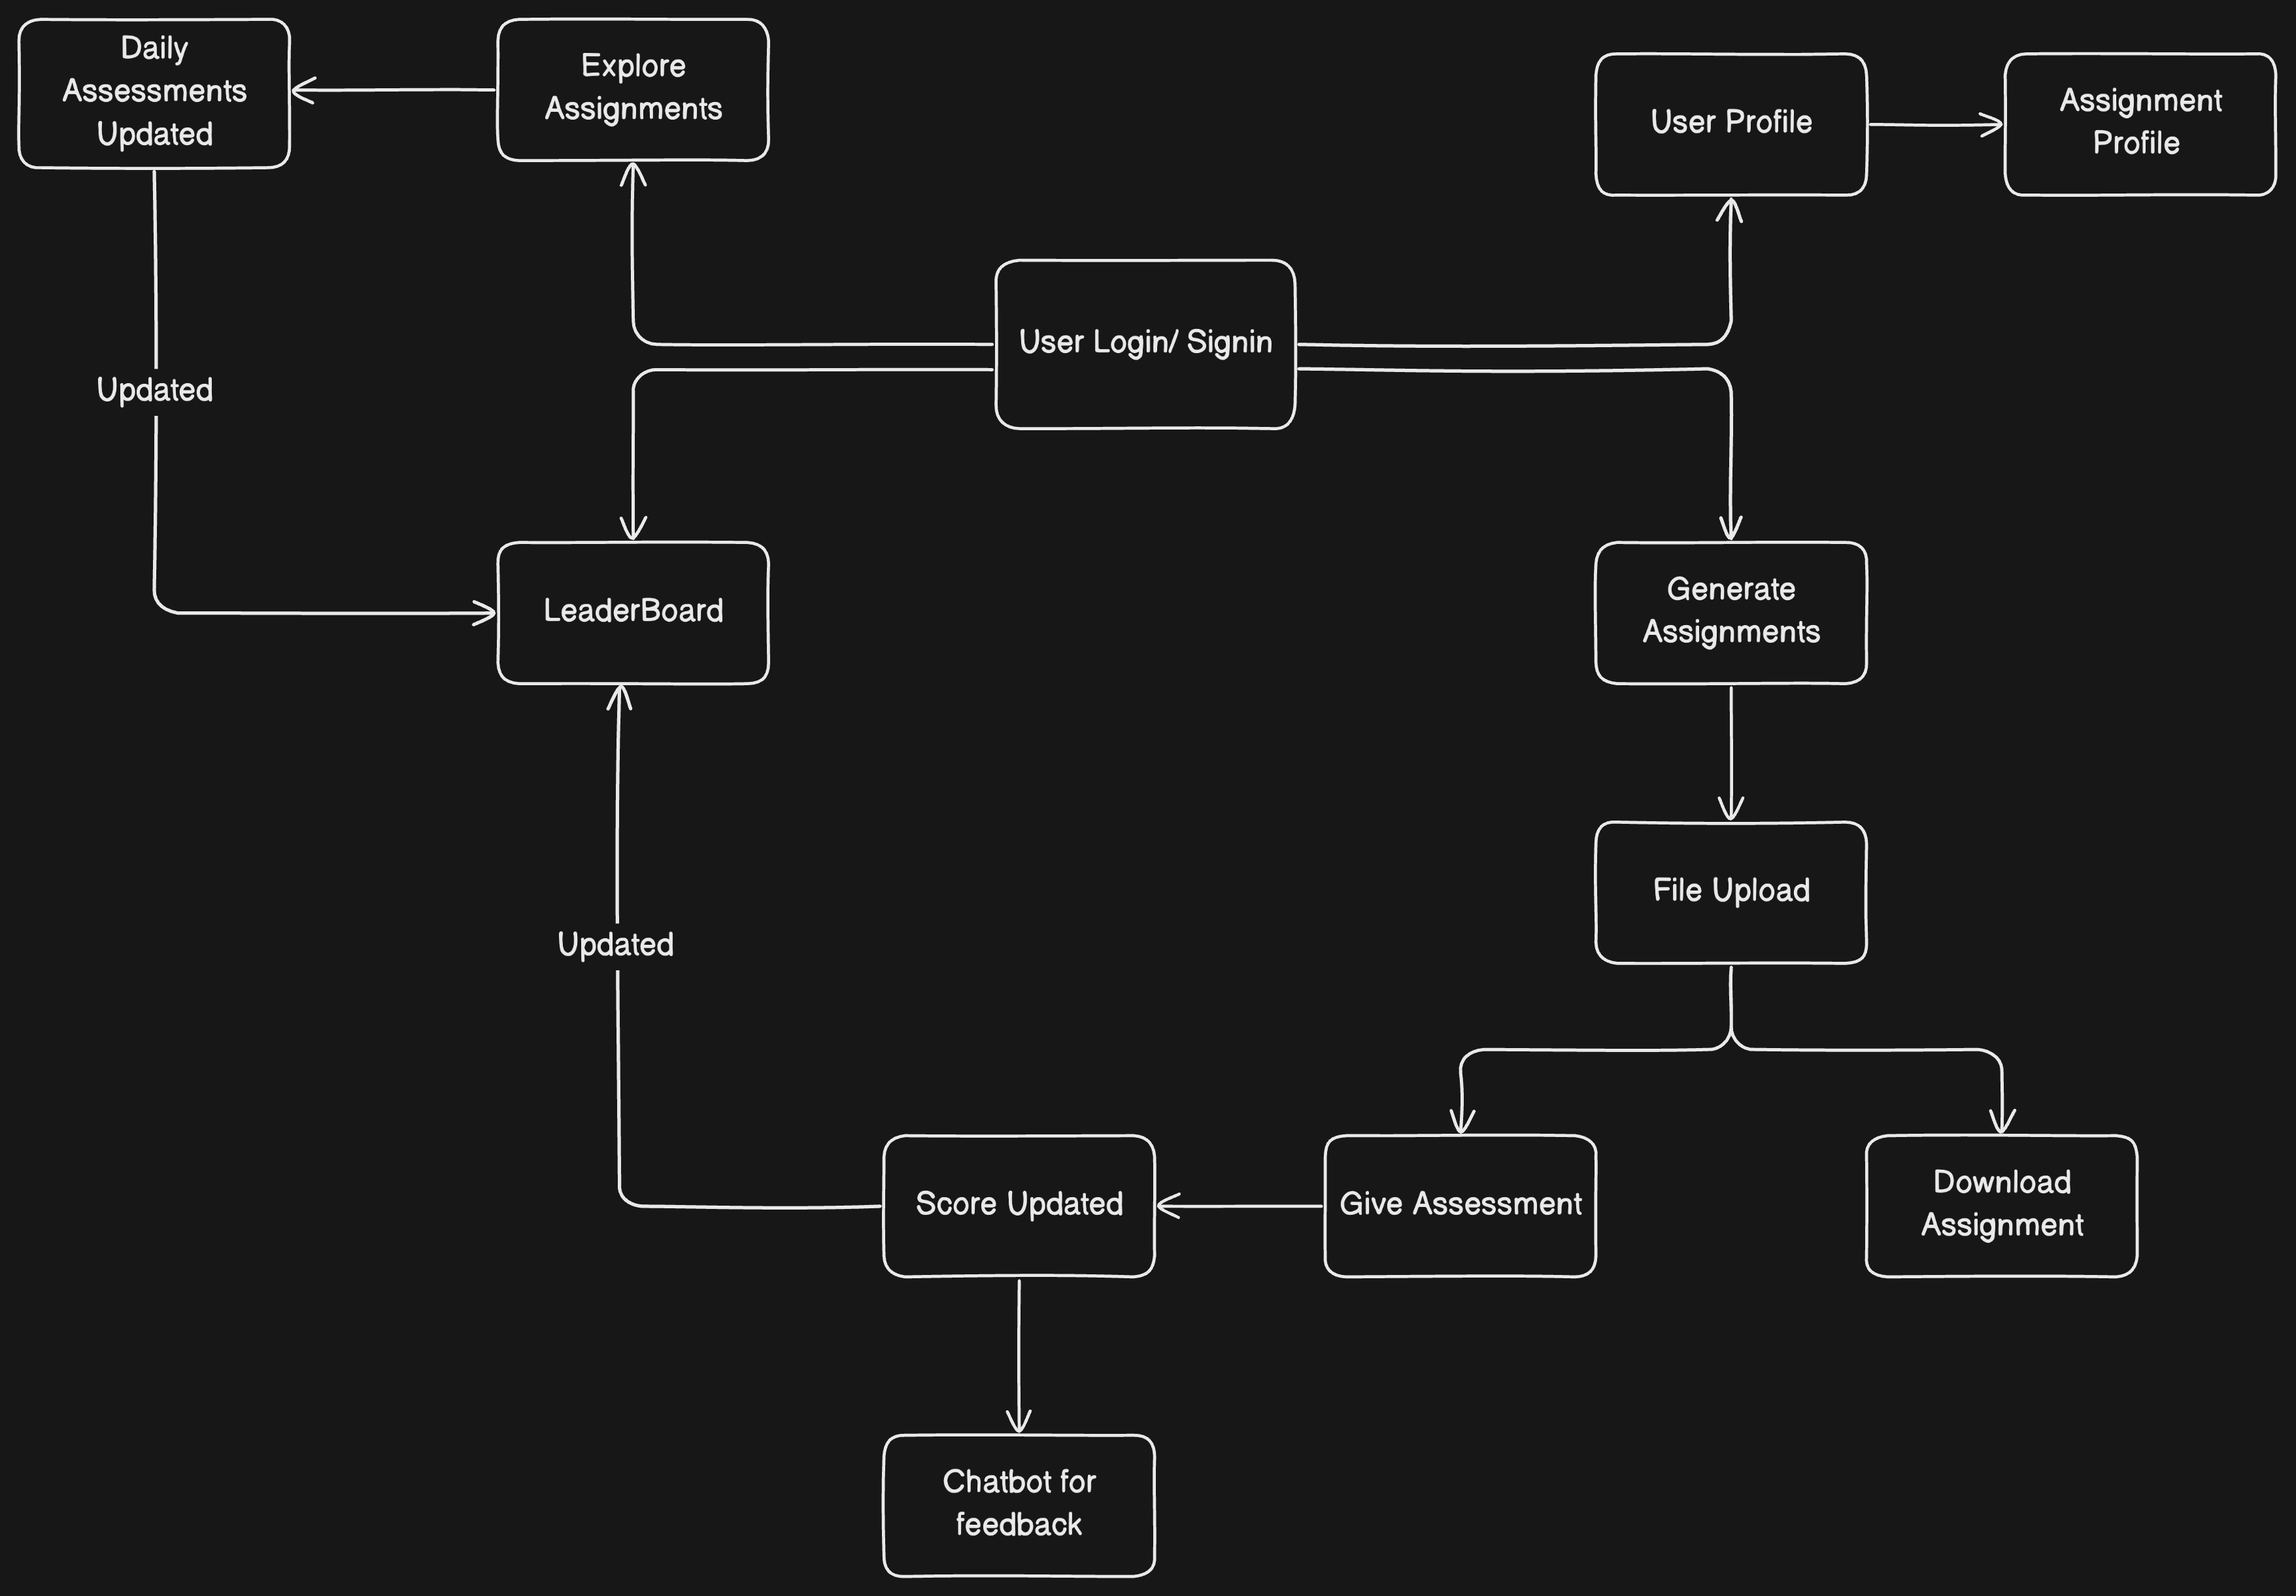 Daily
Assessments
Updated
Explore
Assignments
User Profile
Assignment
Profile
User Login/ Signin
Updated
LeaderBoard
Generate
Assignments
File Upload
Updated
Score Updated
Give Assessment
Download
Assignment
Chatbot for
feedback